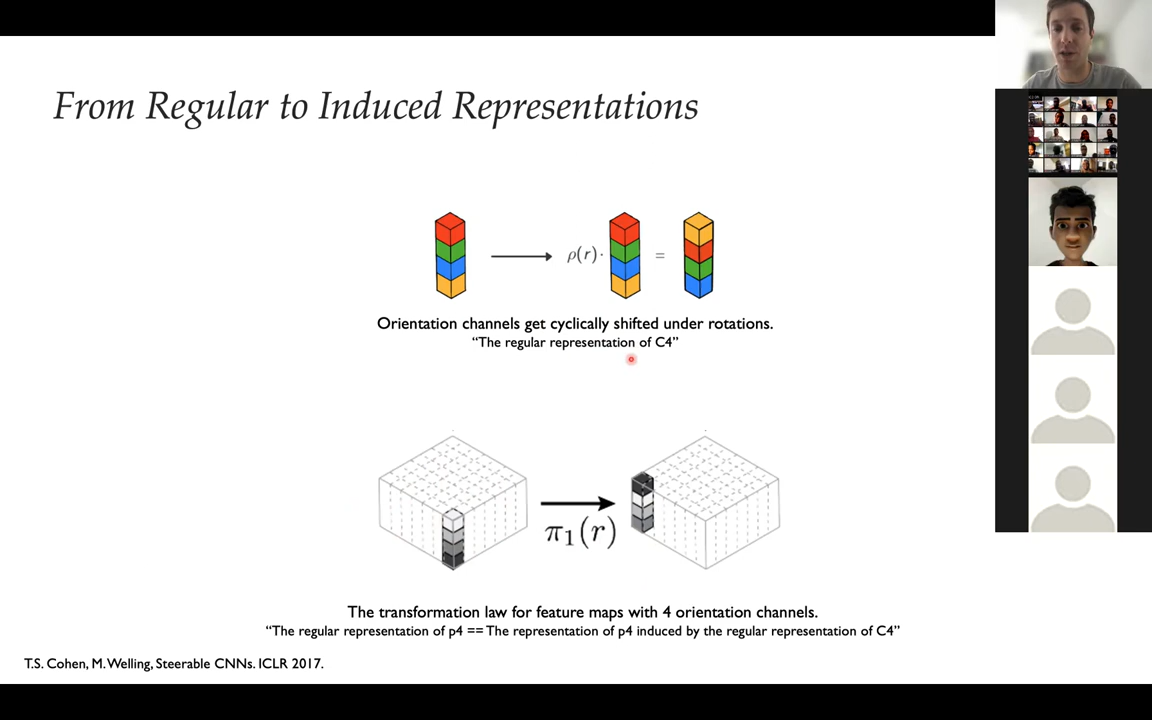 From Regular to Induced Representations
ρ(r)· =
Orientation channels get cyclically shifted under rotations.
“The regular representation of C4”
π₁(r)
The transformation law for feature maps with 4 orientation channels.
“The regular representation of p4 == The representation of p4 induced by the regular representation of C4”
T.S. Cohen, M. Welling, Steerable CNNs. ICLR 2017.